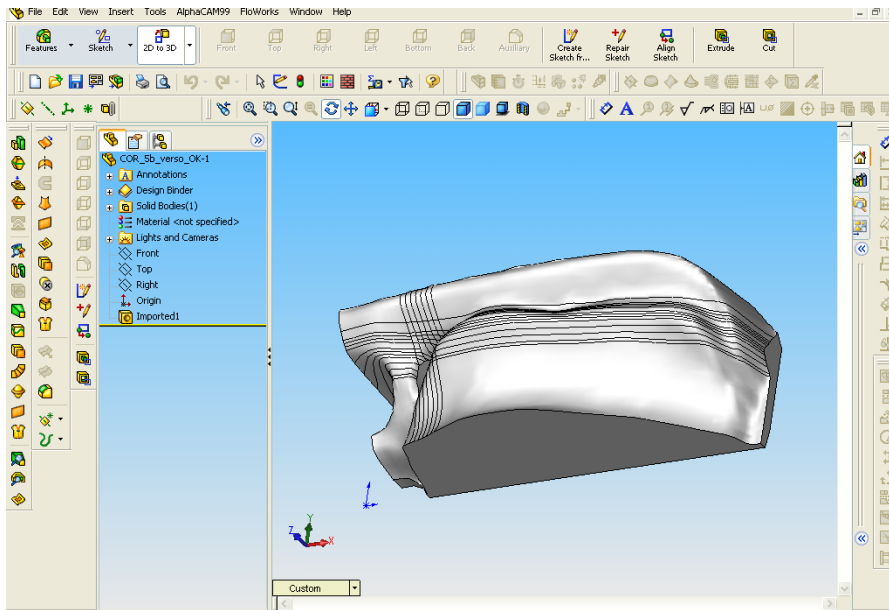 File Edit View Insert Tools AlphaCAM99 FloWorks Window Help
Features
Sketch
2D to 3D
Front
Top
Right
Left
Bottom
Back
Auxiliary
Create
Sketch fr...
Repair
Sketch
Align
Sketch
Extrude
Cut
COR_5b_verso_OK-1
Annotations
Design Binder
Solid Bodies(1)
Material <not specified>
Lights and Cameras
Front
Top
Right
Origin
Imported1
Y
Z
X
Custom